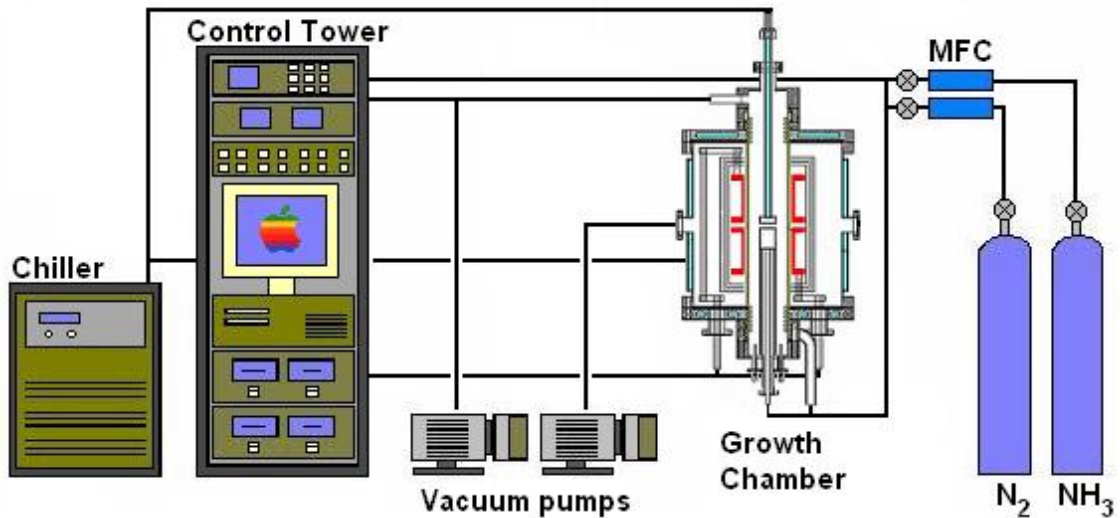 Control Tower
MFC
Chiller
Growth
Chamber
Vacuum pumps
N₂
NH₃